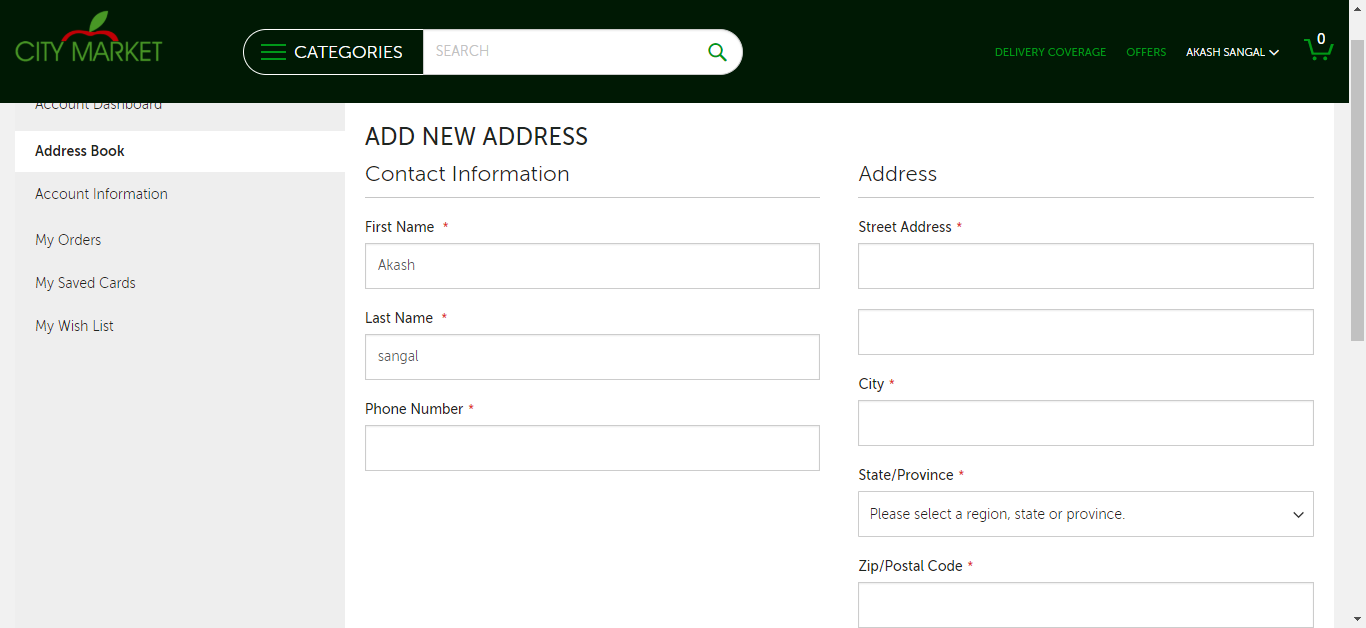 CITY MARKET
CATEGORIES
SEARCH
DELIVERY COVERAGE
OFFERS
AKASH SANGAL
0
Account Dashboard
Address Book
Account Information
My Orders
My Saved Cards
My Wish List
ADD NEW ADDRESS
Contact Information
First Name *
Akash
Last Name *
sangal
Phone Number *
Address
Street Address *
City *
State/Province *
Please select a region, state or province.
Zip/Postal Code *